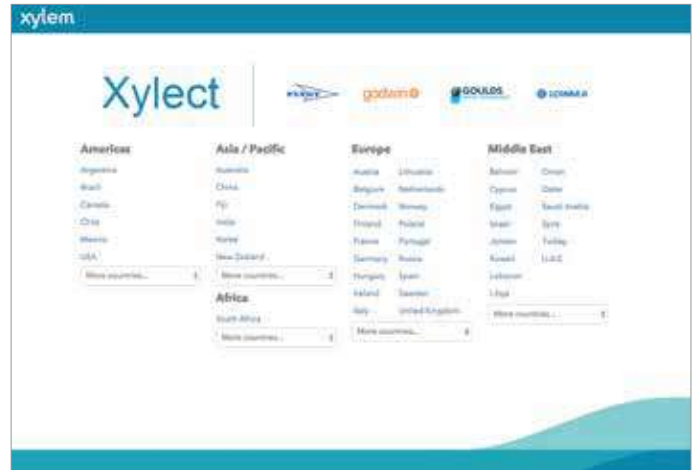 xylem
Xylect
FLYGT godwin GOULDS LOWARA
Americas
Argentina
Brazil
Canada
Chile
Mexico
USA
More countries...
Asia / Pacific
Australia
China
Fiji
India
Korea
New Zealand
More countries...
Africa
South Africa
More countries...
Europe
Austria Lithuania
Belgium Netherlands
Denmark Norway
Finland Poland
France Portugal
Germany Russia
Hungary Spain
Ireland Sweden
Italy United Kingdom
More countries...
Middle East
Bahrain Oman
Cyprus Qatar
Egypt Saudi Arabia
Israel Syria
Jordan Turkey
Kuwait U.A.E
Lebanon
Libya
More countries...